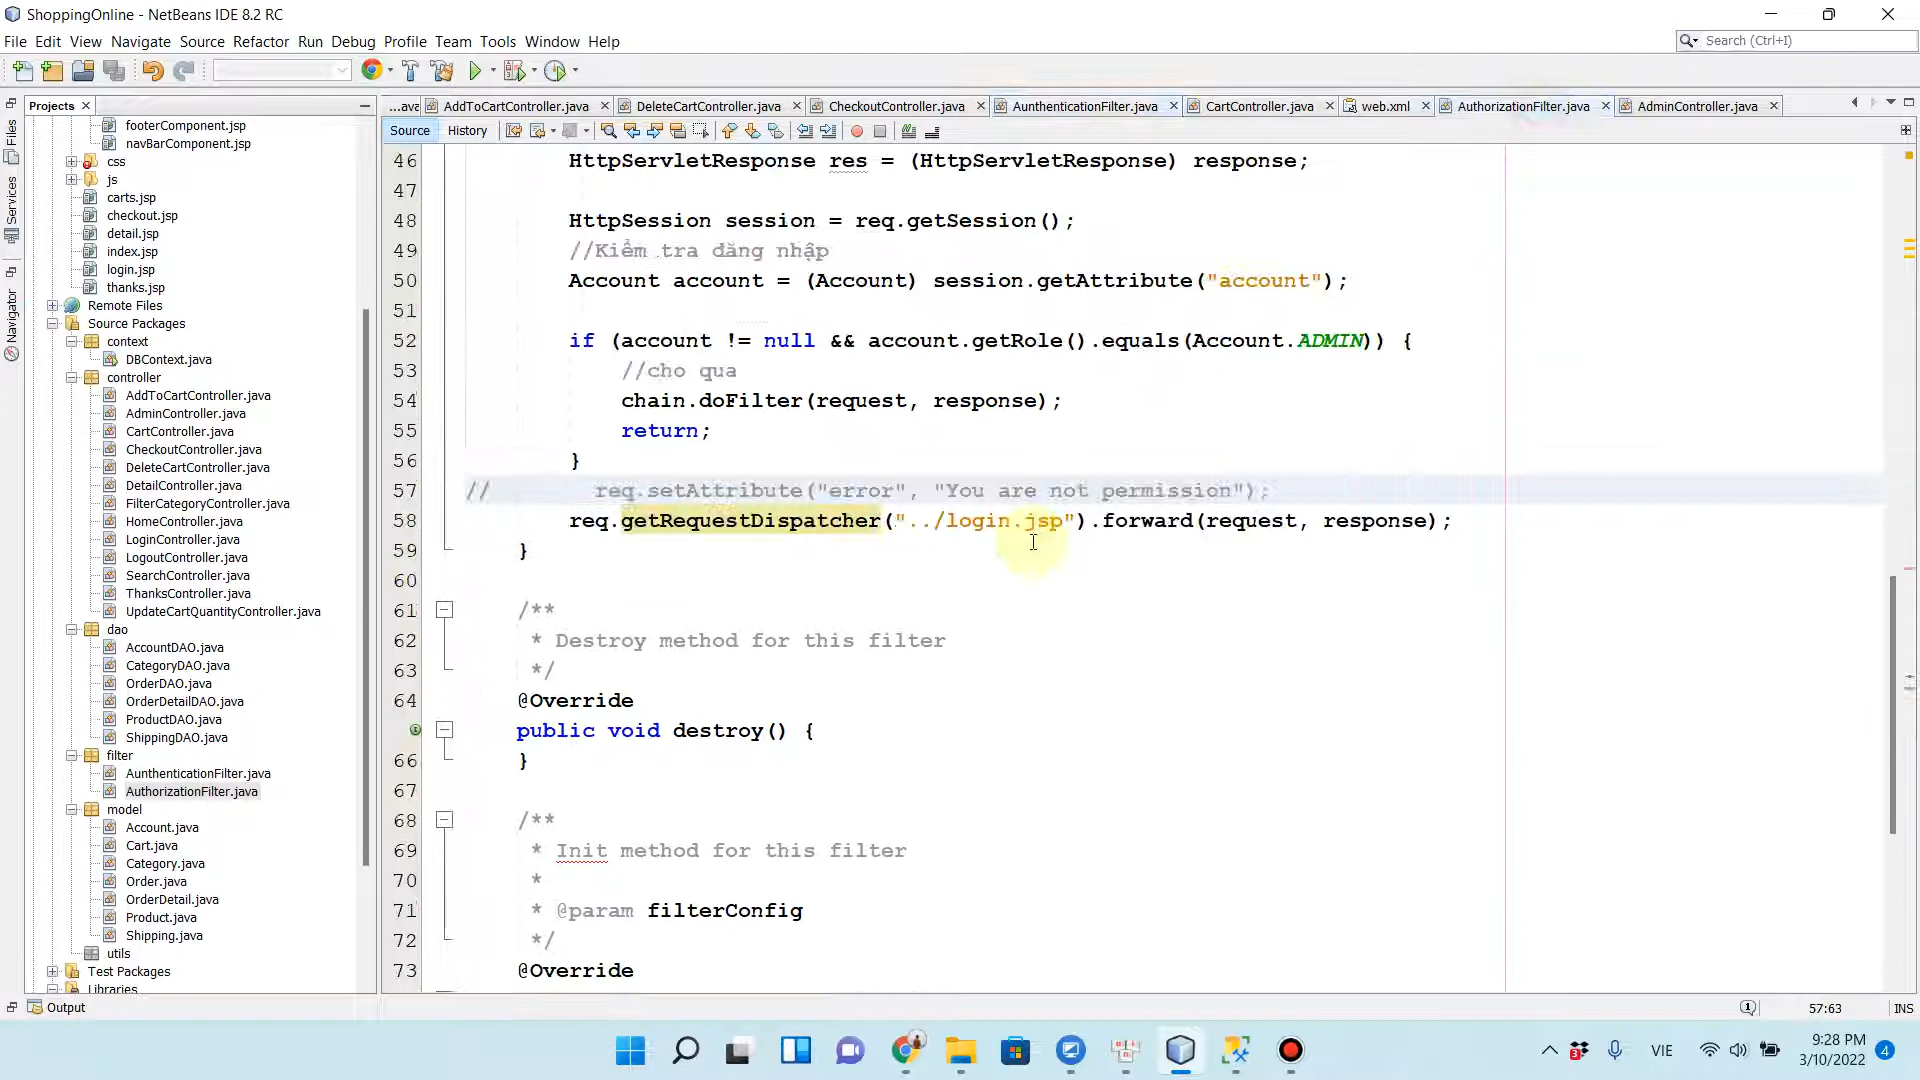 ShoppingOnline - NetBeans IDE 8.2 RC
File Edit View Navigate Source Refactor Run Debug Profile Team Tools Window Help
Search (Ctrl+I)
Projects
...ava AddToCartController.java DeleteCartController.java CheckoutController.java AunthenticationFilter.java CartController.java web.xml AuthorizationFilter.java AdminController.java
Source History
Files
Services
Navigator
footerComponent.jsp
navBarComponent.jsp
css
js
carts.jsp
checkout.jsp
detail.jsp
index.jsp
login.jsp
thanks.jsp
Remote Files
Source Packages
context
DBContext.java
controller
AddToCartController.java
AdminController.java
CartController.java
CheckoutController.java
DeleteCartController.java
DetailController.java
FilterCategoryController.java
HomeController.java
LoginController.java
LogoutController.java
SearchController.java
ThanksController.java
UpdateCartQuantityController.java
dao
AccountDAO.java
CategoryDAO.java
OrderDAO.java
OrderDetailDAO.java
ProductDAO.java
ShippingDAO.java
filter
AunthenticationFilter.java
AuthorizationFilter.java
model
Account.java
Cart.java
Category.java
Order.java
OrderDetail.java
Product.java
Shipping.java
utils
Test Packages
Libraries
46 HttpServletResponse res = (HttpServletResponse) response;
47
48 HttpSession session = req.getSession();
49 //Kiểm tra đăng nhập
50 Account account = (Account) session.getAttribute("account");
51
52 if (account != null && account.getRole().equals(Account.ADMIN)) {
53 //cho qua
54 chain.doFilter(request, response);
55 return;
56 }
57 // req.setAttribute("error", "You are not permission");
58 req.getRequestDispatcher("../login.jsp").forward(request, response);
59 }
60
61 /**
62 * Destroy method for this filter
63 */
64 @Override
public void destroy() {
66 }
67
68 /**
69 * Init method for this filter
70 *
71 * @param filterConfig
72 */
73 @Override
Output
57:63 INS
VIE
9:28 PM
3/10/2022
4
3